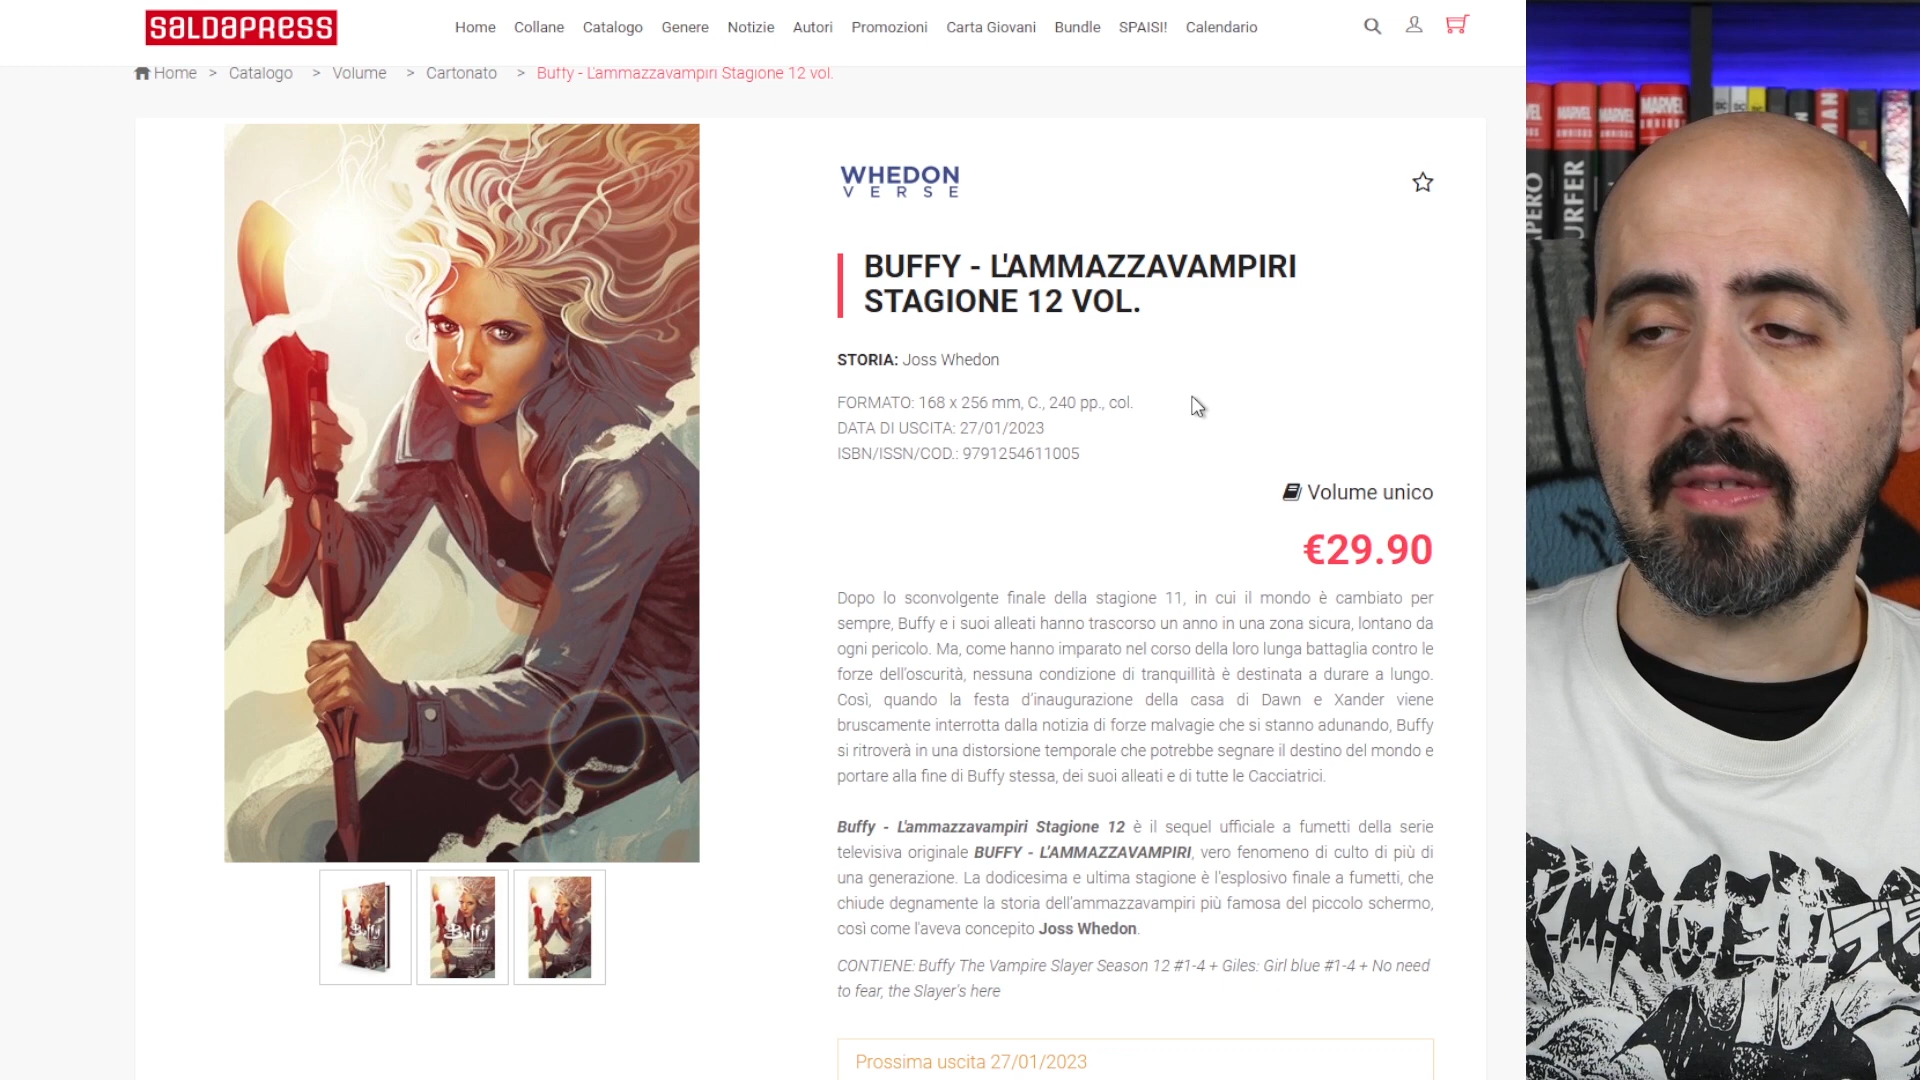 SALDAPRESS
Home Collane Catalogo Genere Notizie Autori Promozioni Carta Giovani Bundle SPAISI! Calendario
Home > Catalogo > Volume > Cartonato > Buffy - L'ammazzavampiri Stagione 12 vol.
WHEDON
VERSE
BUFFY - L'AMMAZZAVAMPIRI
STAGIONE 12 VOL.
STORIA: Joss Whedon
FORMATO: 168 x 256 mm, C., 240 pp., col.
DATA DI USCITA: 27/01/2023
ISBN/ISSN/COD.: 9791254611005
Volume unico
€29.90
Dopo lo sconvolgente finale della stagione 11, in cui il mondo è cambiato per
sempre, Buffy e i suoi alleati hanno trascorso un anno in una zona sicura, lontano da
ogni pericolo. Ma, come hanno imparato nel corso della loro lunga battaglia contro le
forze dell'oscurità, nessuna condizione di tranquillità è destinata a durare a lungo.
Così, quando la festa d'inaugurazione della casa di Dawn e Xander viene
bruscamente interrotta dalla notizia di forze malvagie che si stanno adunando, Buffy
si ritroverà in una distorsione temporale che potrebbe segnare il destino del mondo e
portare alla fine di Buffy stessa, dei suoi alleati e di tutte le Cacciatrici.
Buffy - L'ammazzavampiri Stagione 12 è il sequel ufficiale a fumetti della serie
televisiva originale BUFFY - L'AMMAZZAVAMPIRI, vero fenomeno di culto di più di
una generazione. La dodicesima e ultima stagione è l'esplosivo finale a fumetti, che
chiude degnamente la storia dell'ammazzavampiri più famosa del piccolo schermo,
così come l'aveva concepito Joss Whedon.
CONTIENE: Buffy The Vampire Slayer Season 12 #1-4 + Giles: Girl blue #1-4 + No need
to fear, the Slayer's here
Prossima uscita 27/01/2023
Buffy
Buffy
MARVEL
MARVEL
MARVEL
OMNIBUS
DC
DC